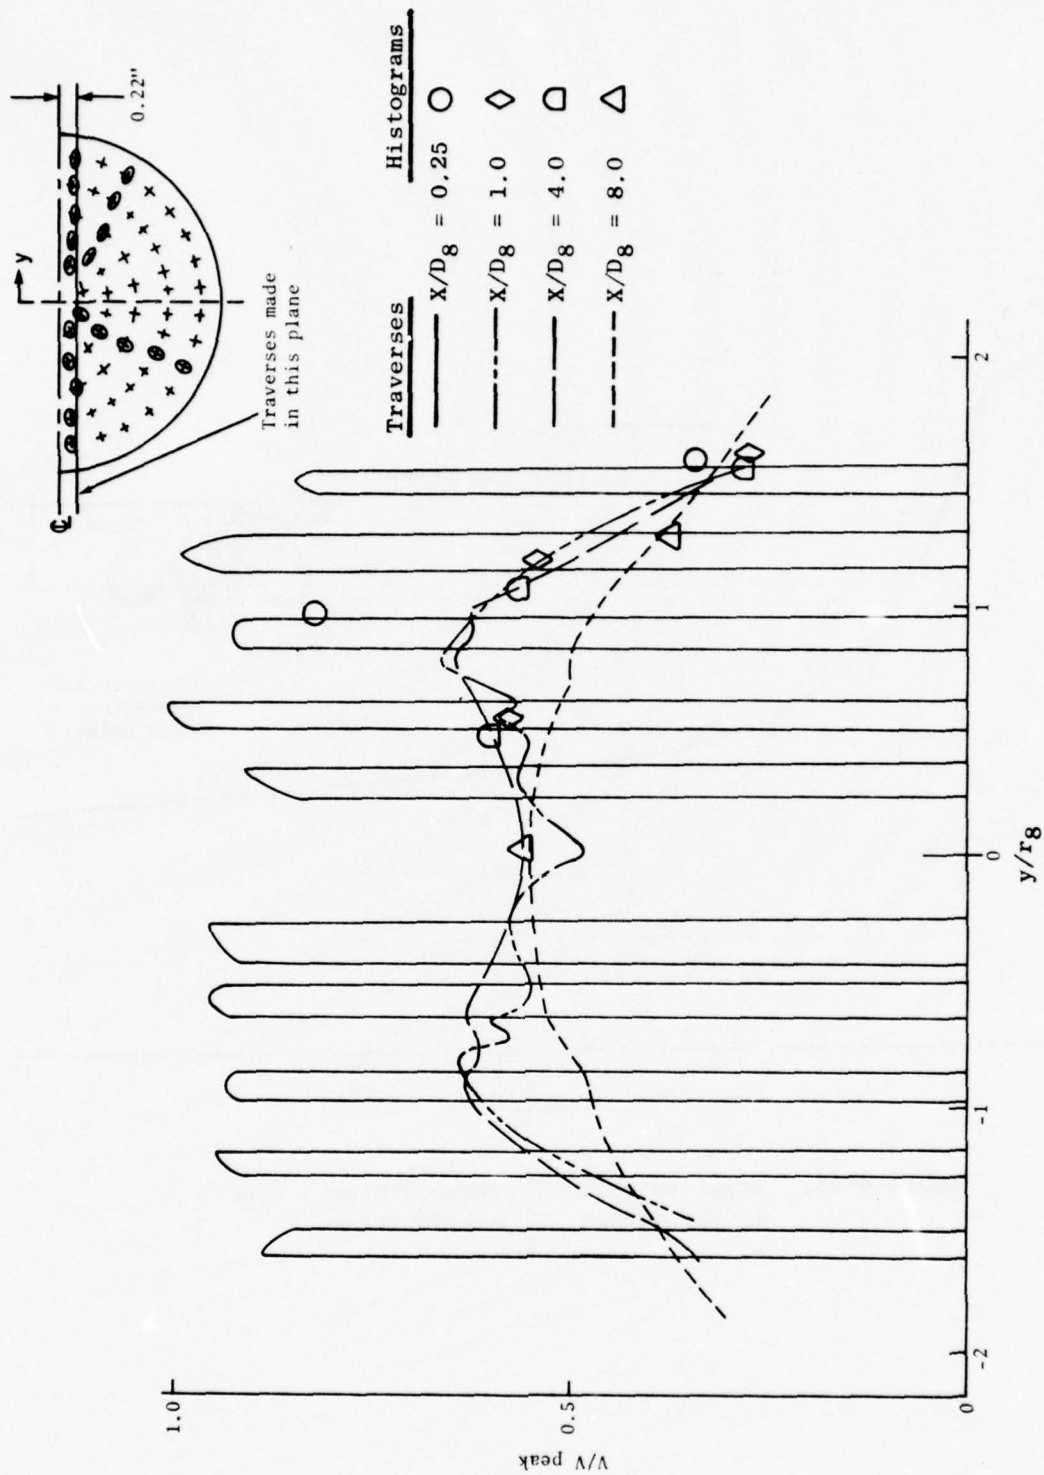 ℄
y
0.22"
Traverses made
in this plane
Traverses Histograms
X/D8 = 0.25
X/D8 = 1.0
X/D8 = 4.0
X/D8 = 8.0
V/V peak
1.0
0.5
0
-2
-1
0
1
2
y/r8